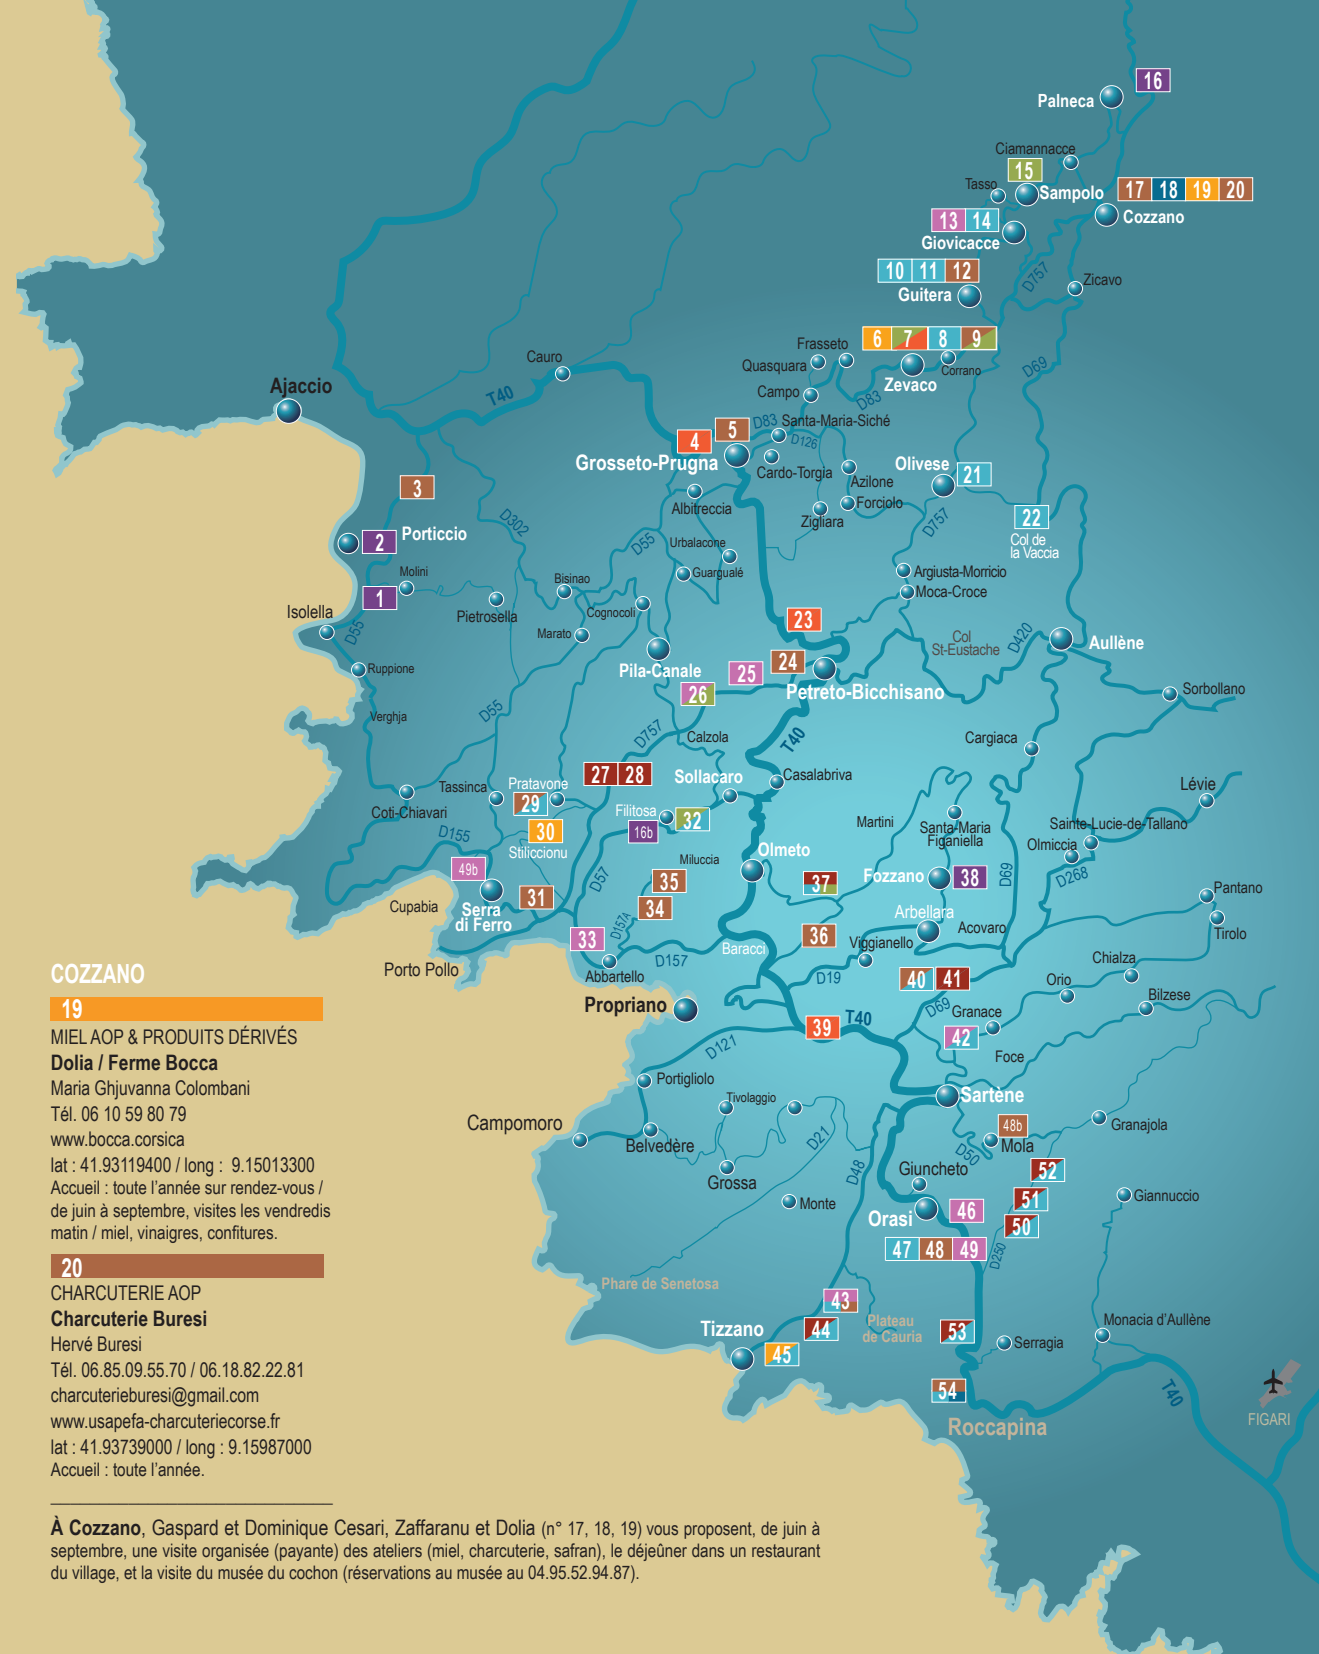 16
Palneca
Ciamannacce
15
Tasso
Sampolo
17 18 19 20
Cozzano
13 14
Giovicacce
10 11 12
Guitera
D757
Zicavo
6 7 8 9
Frasseto
Quasquara
Corrano
Zevaco
Campo
D83
D69
Cauro
T40
Ajaccio
4
5
D83
Santa-Maria-Siché
D126
Grosseto-Prugna
Cardo-Torgia
Azilone
Olivese
21
3
Albitreccia
Forciolo
Zigliara
D757
22
Col de
la Vaccia
D302
2
Porticcio
D55
Urbalacone
Guargualé
Argiusta-Morricio
Moca-Croce
Molini
1
Bisinao
Pietrosella
Cognocoli
Isolella
D55
Marato
23
Col
St-Eustache
D420
Aullène
Ruppione
Pila-Canale
25
24
Petreto-Bicchisano
26
Sorbollano
Verghja
D55
D757
Calzola
T40
Cargiaca
27 28
Sollacaro
Casalabriva
Lévie
Tassinca
Pratavone
29
Coti-Chiavari
Filitosa
32
16b
30
Stiliccionu
D155
Martini
Santa-Maria
Figaniella
Sainte-Lucie-de-Tallano
Olmiccia
D268
Olmeto
Miluccia
49b
D57
35
37
Fozzano
38
D69
Pantano
Cupabia
Serra
di Ferro
31
34
D157A
Arbellara
Acovaro
Tirolo
33
36
Viggianello
Baracci
Porto Pollo
Abbartello
D157
D19
40
41
Chialza
Orio
Bilzese
Propriano
39
T40
D69
Granace
42
Foce
D121
Portigliolo
Sartène
Tivolaggio
Campomoro
Belvedère
D21
48b
Mola
D50
Granajola
Grossa
D48
Giuncheto
52
Monte
51
Giannuccio
Orasi
46
50
47 48 49
D250
Phare de Senetosa
43
Plateau
de Cauria
44
53
Monacia d'Aullène
Tizzano
45
Serragia
54
T40
Roccapina
FIGARI
COZZANO
19
MIEL AOP & PRODUITS DÉRIVÉS
Dolia / Ferme Bocca
Maria Ghjuvanna Colombani
Tél. 06 10 59 80 79
www.bocca.corsica
lat : 41.93119400 / long : 9.15013300
Accueil : toute l'année sur rendez-vous /
de juin à septembre, visites les vendredis
matin / miel, vinaigres, confitures.
20
CHARCUTERIE AOP
Charcuterie Buresi
Hervé Buresi
Tél. 06.85.09.55.70 / 06.18.82.22.81
charcuterieburesi@gmail.com
www.usapefa-charcuteriecorse.fr
lat : 41.93739000 / long : 9.15987000
Accueil : toute l'année.
À Cozzano, Gaspard et Dominique Cesari, Zaffaranu et Dolia (n° 17, 18, 19) vous proposent, de juin à
septembre, une visite organisée (payante) des ateliers (miel, charcuterie, safran), le déjeûner dans un restaurant
du village, et la visite du musée du cochon (réservations au musée au 04.95.52.94.87).